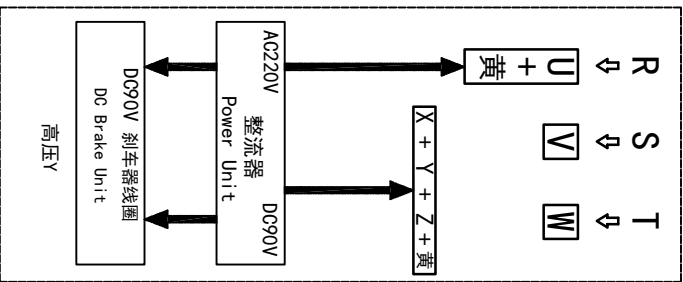 R S T
U+黄 V W
X+Y+Z+黄
AC220V 整流器 DC90V
Power Unit
DC90V 刹车器线圈
DC Brake Unit
高压Y